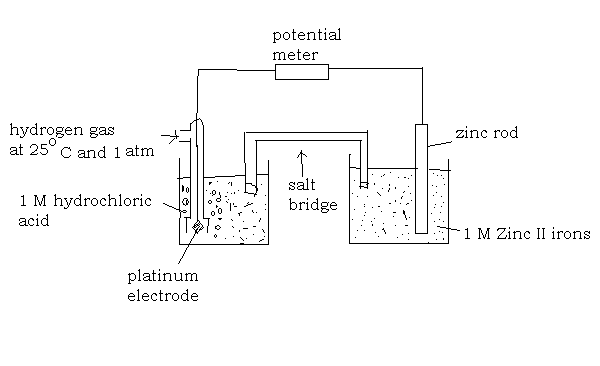 potential
meter
hydrogen gas
at 25° C and 1 atm
zinc rod
1 M hydrochloric
acid
salt
bridge
1 M Zinc II irons
platinum
electrode